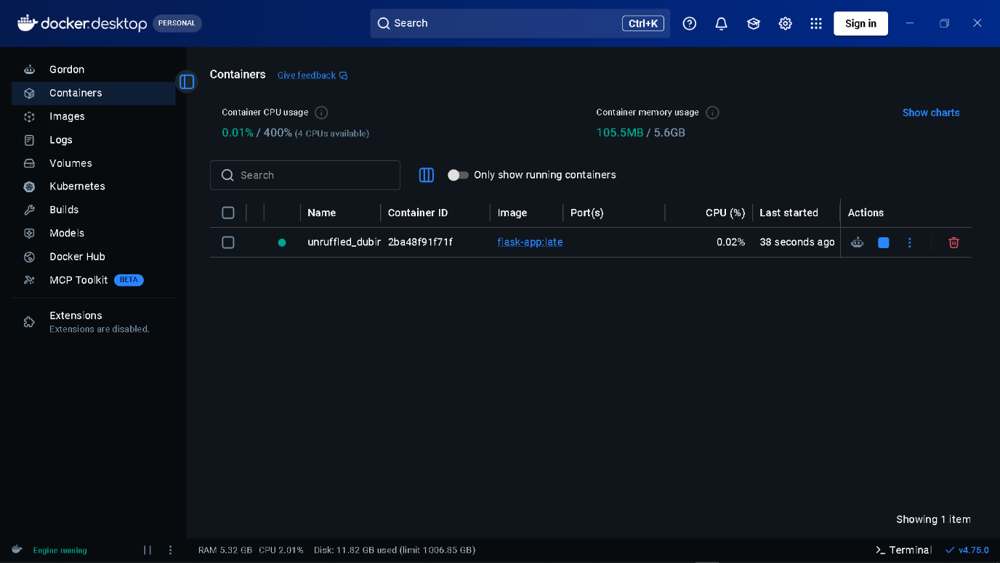 docker.desktop PERSONAL
Search Ctrl+K
Sign in
Gordon
Containers
Images
Logs
Volumes
Kubernetes
Builds
Models
Docker Hub
MCP Toolkit BETA
Extensions
Extensions are disabled.
Containers Give feedback
Container CPU usage
0.01% / 400% (4 CPUs available)
Container memory usage
105.5MB / 5.6GB
Show charts
Search
Only show running containers
Name Container ID Image Port(s) CPU (%) Last started Actions
unruffled_dubir 2ba48f91f71f flask-app:late 0.02% 38 seconds ago
Showing 1 item
Engine running RAM 5.32 GB CPU 2.01% Disk: 11.82 GB used (limit 1006.85 GB) Terminal v4.75.0